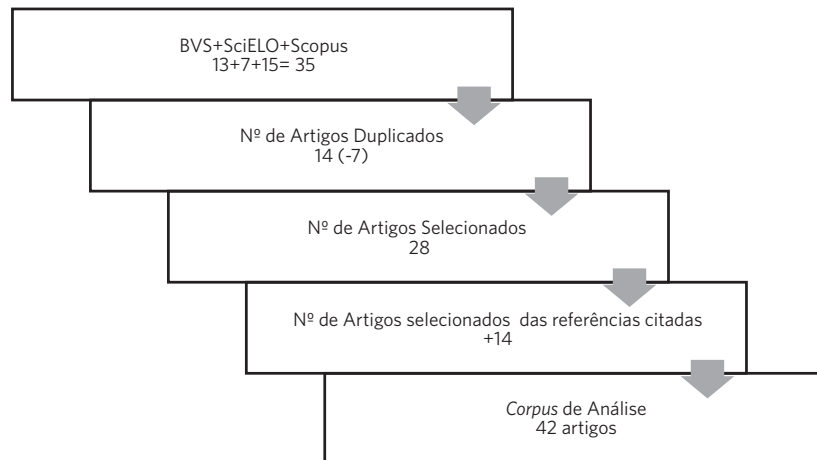 BVS+SciELO+Scopus
13+7+15= 35
Nº de Artigos Duplicados
14 (-7)
Nº de Artigos Selecionados
28
Nº de Artigos selecionados das referências citadas
+14
Corpus de Análise
42 artigos